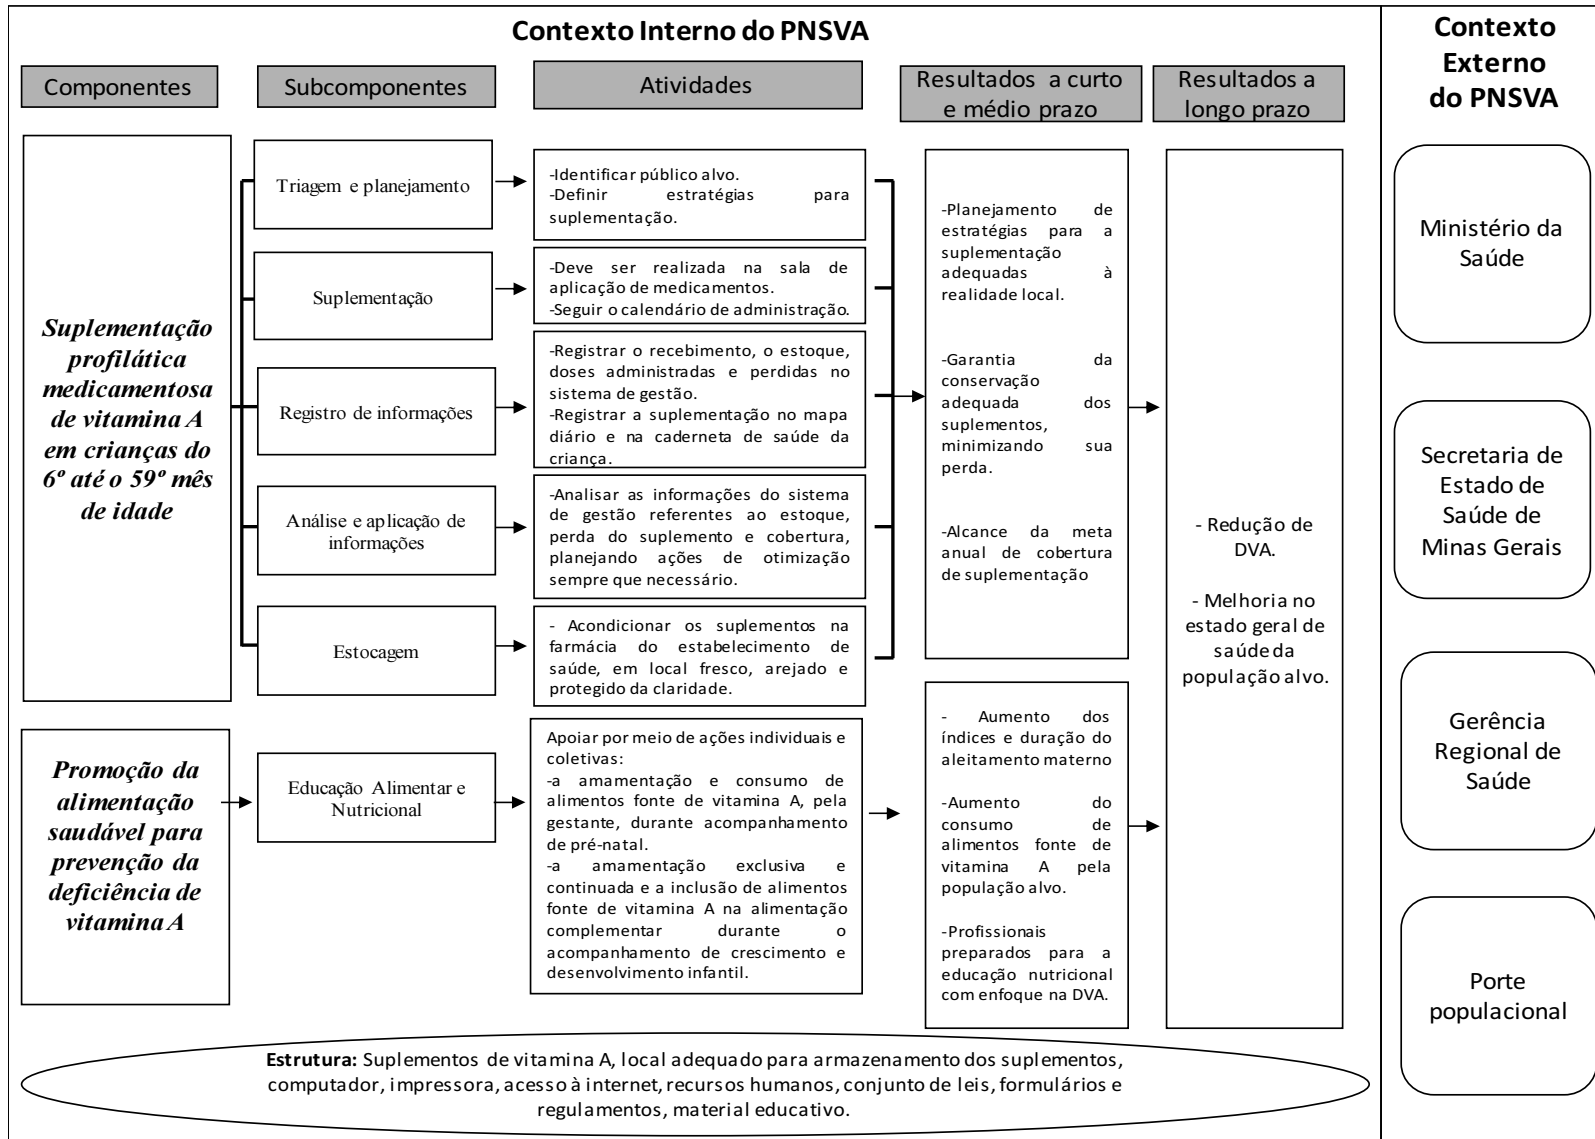 Contexto Interno do PNSVA
Componentes
Subcomponentes
Atividades
Resultados a curto
e médio prazo
Resultados a
longo prazo
Suplementação
profilática
medicamentosa
de vitamina A
em crianças do
6º até o 59º mês
de idade
Triagem e planejamento
-Identificar público alvo.
-Definir estratégias para
suplementação.
Suplementação
-Deve ser realizada na sala de
aplicação de medicamentos.
-Seguir o calendário de administração.
Registro de informações
-Registrar o recebimento, o estoque,
doses administradas e perdidas no
sistema de gestão.
-Registrar a suplementação no mapa
diário e na caderneta de saúde da
criança.
Análise e aplicação de
informações
-Analisar as informações do sistema
de gestão referentes ao estoque,
perda do suplemento e cobertura,
planejando ações de otimização
sempre que necessário.
Estocagem
- Acondicionar os suplementos na
farmácia do estabelecimento de
saúde, em local fresco, arejado e
protegido da claridade.
-Planejamento de
estratégias para a
suplementação
adequadas à
realidade local.
-Garantia da
conservação
adequada dos
suplementos,
minimizando sua
perda.
-Alcance da meta
anual de cobertura
de suplementação
- Redução de
DVA.
- Melhoria no
estado geral de
saúde da
população alvo.
Promoção da
alimentação
saudável para
prevenção da
deficiência de
vitamina A
Educação Alimentar e
Nutricional
Apoiar por meio de ações individuais e
coletivas:
-a amamentação e consumo de
alimentos fonte de vitamina A, pela
gestante, durante acompanhamento
de pré-natal.
-a amamentação exclusiva e
continuada e a inclusão de alimentos
fonte de vitamina A na alimentação
complementar durante o
acompanhamento de crescimento e
desenvolvimento infantil.
- Aumento dos
índices e duração do
aleitamento materno
-Aumento do
consumo de
alimentos fonte de
vitamina A pela
população alvo.
-Profissionais
preparados para a
educação nutricional
com enfoque na DVA.
Estrutura: Suplementos de vitamina A, local adequado para armazenamento dos suplementos,
computador, impressora, acesso à internet, recursos humanos, conjunto de leis, formulários e
regulamentos, material educativo.
Contexto
Externo
do PNSVA
Ministério da
Saúde
Secretaria de
Estado de
Saúde de
Minas Gerais
Gerência
Regional de
Saúde
Porte
populacional